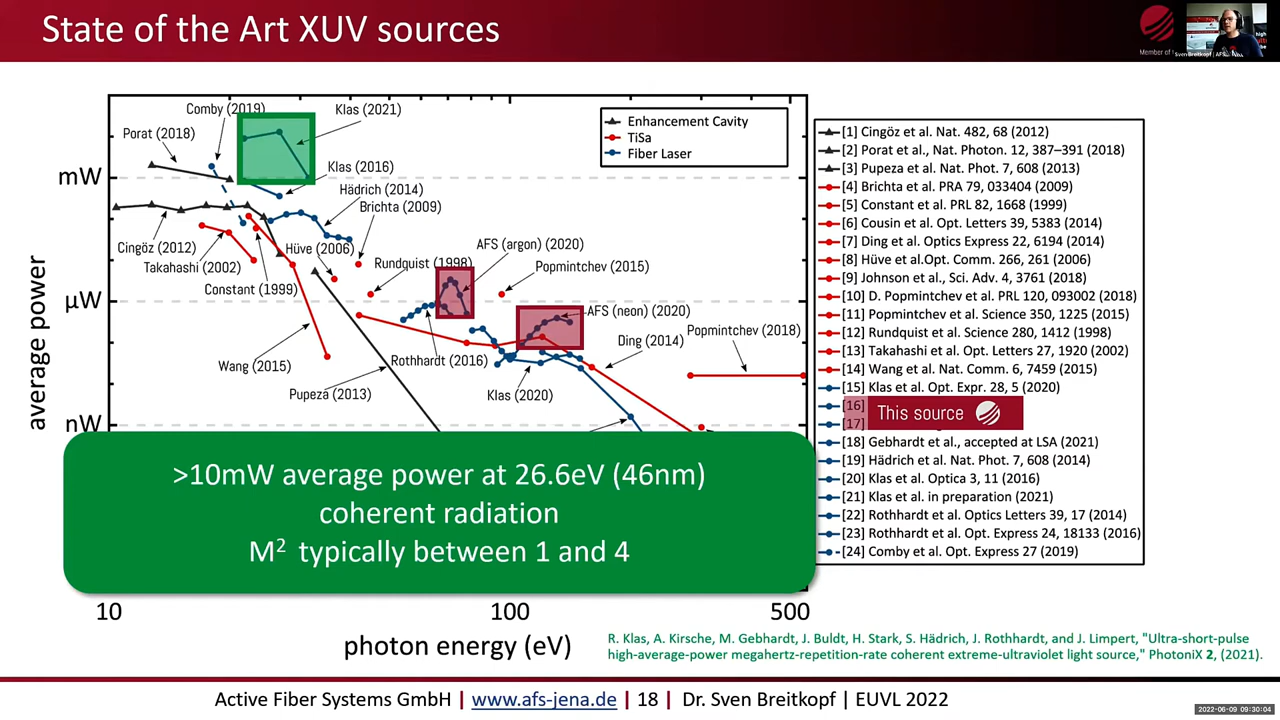 State of the Art XUV sources
Member of
Sven Breitkopf | AFS
Comby (2019)
Klas (2021)
Porat (2018)
Enhancement Cavity
TiSa
Fiber Laser
mW
Klas (2016)
Hädrich (2014)
Brichta (2009)
Cingöz (2012)
Hüve (2006)
AFS (argon) (2020)
Takahashi (2002)
Rundquist (1998)
Popmintchev (2015)
Constant (1999)
µW
AFS (neon) (2020)
Popmintchev (2018)
Ding (2014)
Wang (2015)
Rothhardt (2016)
Pupeza (2013)
Klas (2020)
nW
average power
[1] Cingöz et al. Nat. 482, 68 (2012)
[2] Porat et al., Nat. Photon. 12, 387–391 (2018)
[3] Pupeza et al. Nat. Phot. 7, 608 (2013)
[4] Brichta et al. PRA 79, 033404 (2009)
[5] Constant et al. PRL 82, 1668 (1999)
[6] Cousin et al. Opt. Letters 39, 5383 (2014)
[7] Ding et al. Optics Express 22, 6194 (2014)
[8] Hüve et al.Opt. Comm. 266, 261 (2006)
[9] Johnson et al., Sci. Adv. 4, 3761 (2018)
[10] D. Popmintchev et al. PRL 120, 093002 (2018)
[11] Popmintchev et al. Science 350, 1225 (2015)
[12] Rundquist et al. Science 280, 1412 (1998)
[13] Takahashi et al. Opt. Letters 27, 1920 (2002)
[14] Wang et al. Nat. Comm. 6, 7459 (2015)
[15] Klas et al. Opt. Expr. 28, 5 (2020)
[16] This source
[17]
[18] Gebhardt et al., accepted at LSA (2021)
[19] Hädrich et al. Nat. Phot. 7, 608 (2014)
[20] Klas et al. Optica 3, 11 (2016)
[21] Klas et al. in preparation (2021)
[22] Rothhardt et al. Optics Letters 39, 17 (2014)
[23] Rothhardt et al. Opt. Express 24, 18133 (2016)
[24] Comby et al. Opt. Express 27 (2019)
>10mW average power at 26.6eV (46nm)
coherent radiation
M² typically between 1 and 4
10 100 500
photon energy (eV)
R. Klas, A. Kirsche, M. Gebhardt, J. Buldt, H. Stark, S. Hädrich, J. Rothhardt, and J. Limpert, "Ultra-short-pulse
high-average-power megahertz-repetition-rate coherent extreme-ultraviolet light source," PhotoniX 2, (2021).
Active Fiber Systems GmbH | www.afs-jena.de | 18 | Dr. Sven Breitkopf | EUVL 2022
2022-06-09 09:30:04